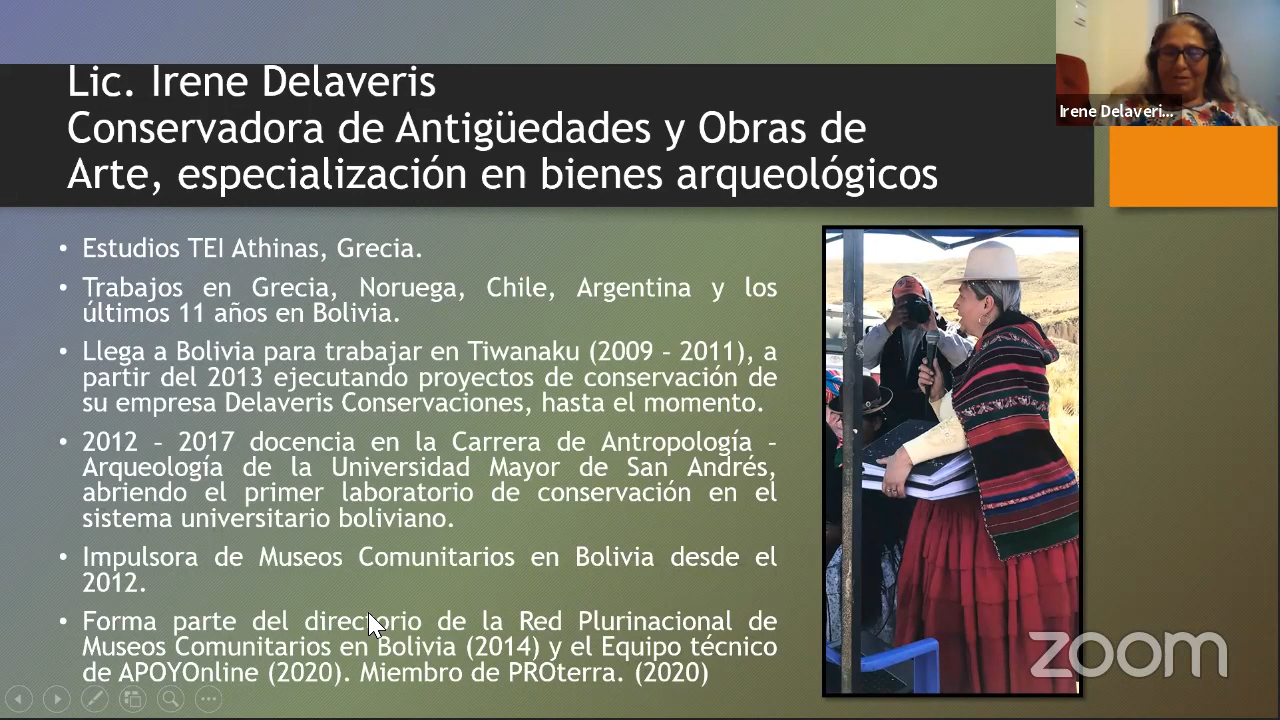 Lic. Irene Delaveris
Conservadora de Antigüedades y Obras de
Arte, especialización en bienes arqueológicos
Irene Delaveri...
• Estudios TEI Athinas, Grecia.
• Trabajos en Grecia, Noruega, Chile, Argentina y los
últimos 11 años en Bolivia.
• Llega a Bolivia para trabajar en Tiwanaku (2009 – 2011), a
partir del 2013 ejecutando proyectos de conservación de
su empresa Delaveris Conservaciones, hasta el momento.
• 2012 – 2017 docencia en la Carrera de Antropología –
Arqueología de la Universidad Mayor de San Andrés,
abriendo el primer laboratorio de conservación en el
sistema universitario boliviano.
• Impulsora de Museos Comunitarios en Bolivia desde el
2012.
• Forma parte del directorio de la Red Plurinacional de
Museos Comunitarios en Bolivia (2014) y el Equipo técnico
de APOYOnline (2020). Miembro de PROterra. (2020)
zoom